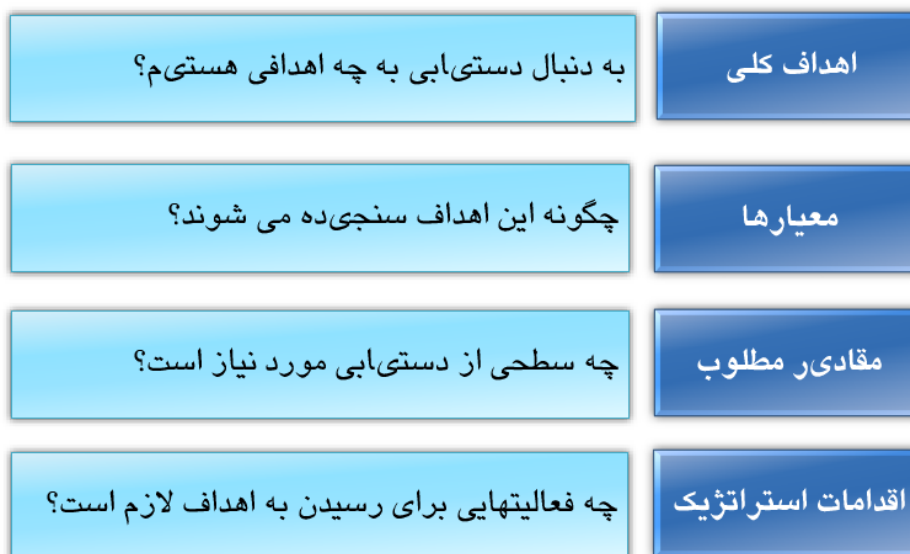 اهداف کلی
به دنبال دستی‌ابی به چه اهدافی هستی‌م؟
معیارها
چگونه این اهداف سنجی‌ده می شوند؟
مقادی‌ر مطلوب
چه سطحی از دستی‌ابی مورد نیاز است؟
اقدامات استراتژیک
چه فعالیتهایی برای رسیدن به اهداف لازم است؟